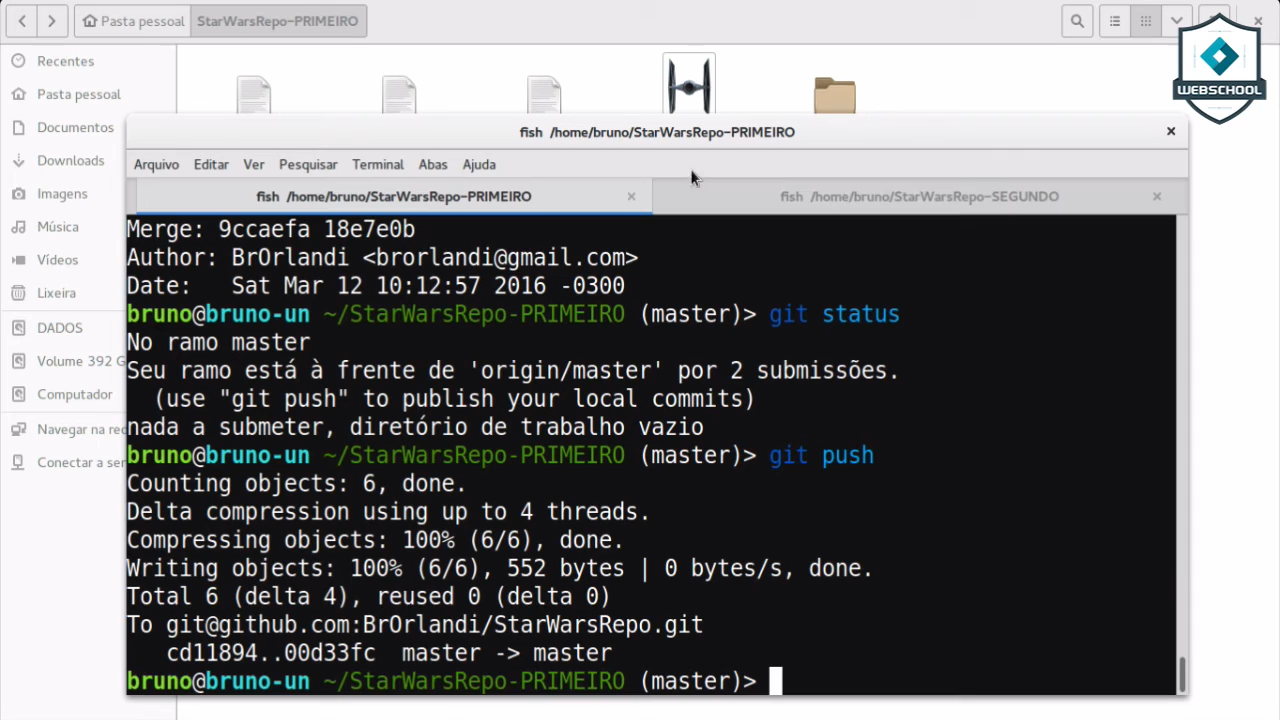 Pasta pessoal StarWarsRepo-PRIMEIRO
WEBSCHOOL
Recentes
Pasta pessoal
Documentos
Downloads
Imagens
Música
Vídeos
Lixeira
DADOS
Volume 392 G
Computador
Navegar na rec
Conectar a ser
fish /home/bruno/StarWarsRepo-PRIMEIRO
Arquivo Editar Ver Pesquisar Terminal Abas Ajuda
fish /home/bruno/StarWarsRepo-PRIMEIRO fish /home/bruno/StarWarsRepo-SEGUNDO
Merge: 9ccaefa 18e7e0b
Author: BrOrlandi <brorlandi@gmail.com>
Date: Sat Mar 12 10:12:57 2016 -0300
bruno@bruno-un ~/StarWarsRepo-PRIMEIRO (master)> git status
No ramo master
Seu ramo está à frente de 'origin/master' por 2 submissões.
(use "git push" to publish your local commits)
nada a submeter, diretório de trabalho vazio
bruno@bruno-un ~/StarWarsRepo-PRIMEIRO (master)> git push
Counting objects: 6, done.
Delta compression using up to 4 threads.
Compressing objects: 100% (6/6), done.
Writing objects: 100% (6/6), 552 bytes | 0 bytes/s, done.
Total 6 (delta 4), reused 0 (delta 0)
To git@github.com:BrOrlandi/StarWarsRepo.git
cd11894..00d33fc master -> master
bruno@bruno-un ~/StarWarsRepo-PRIMEIRO (master)>